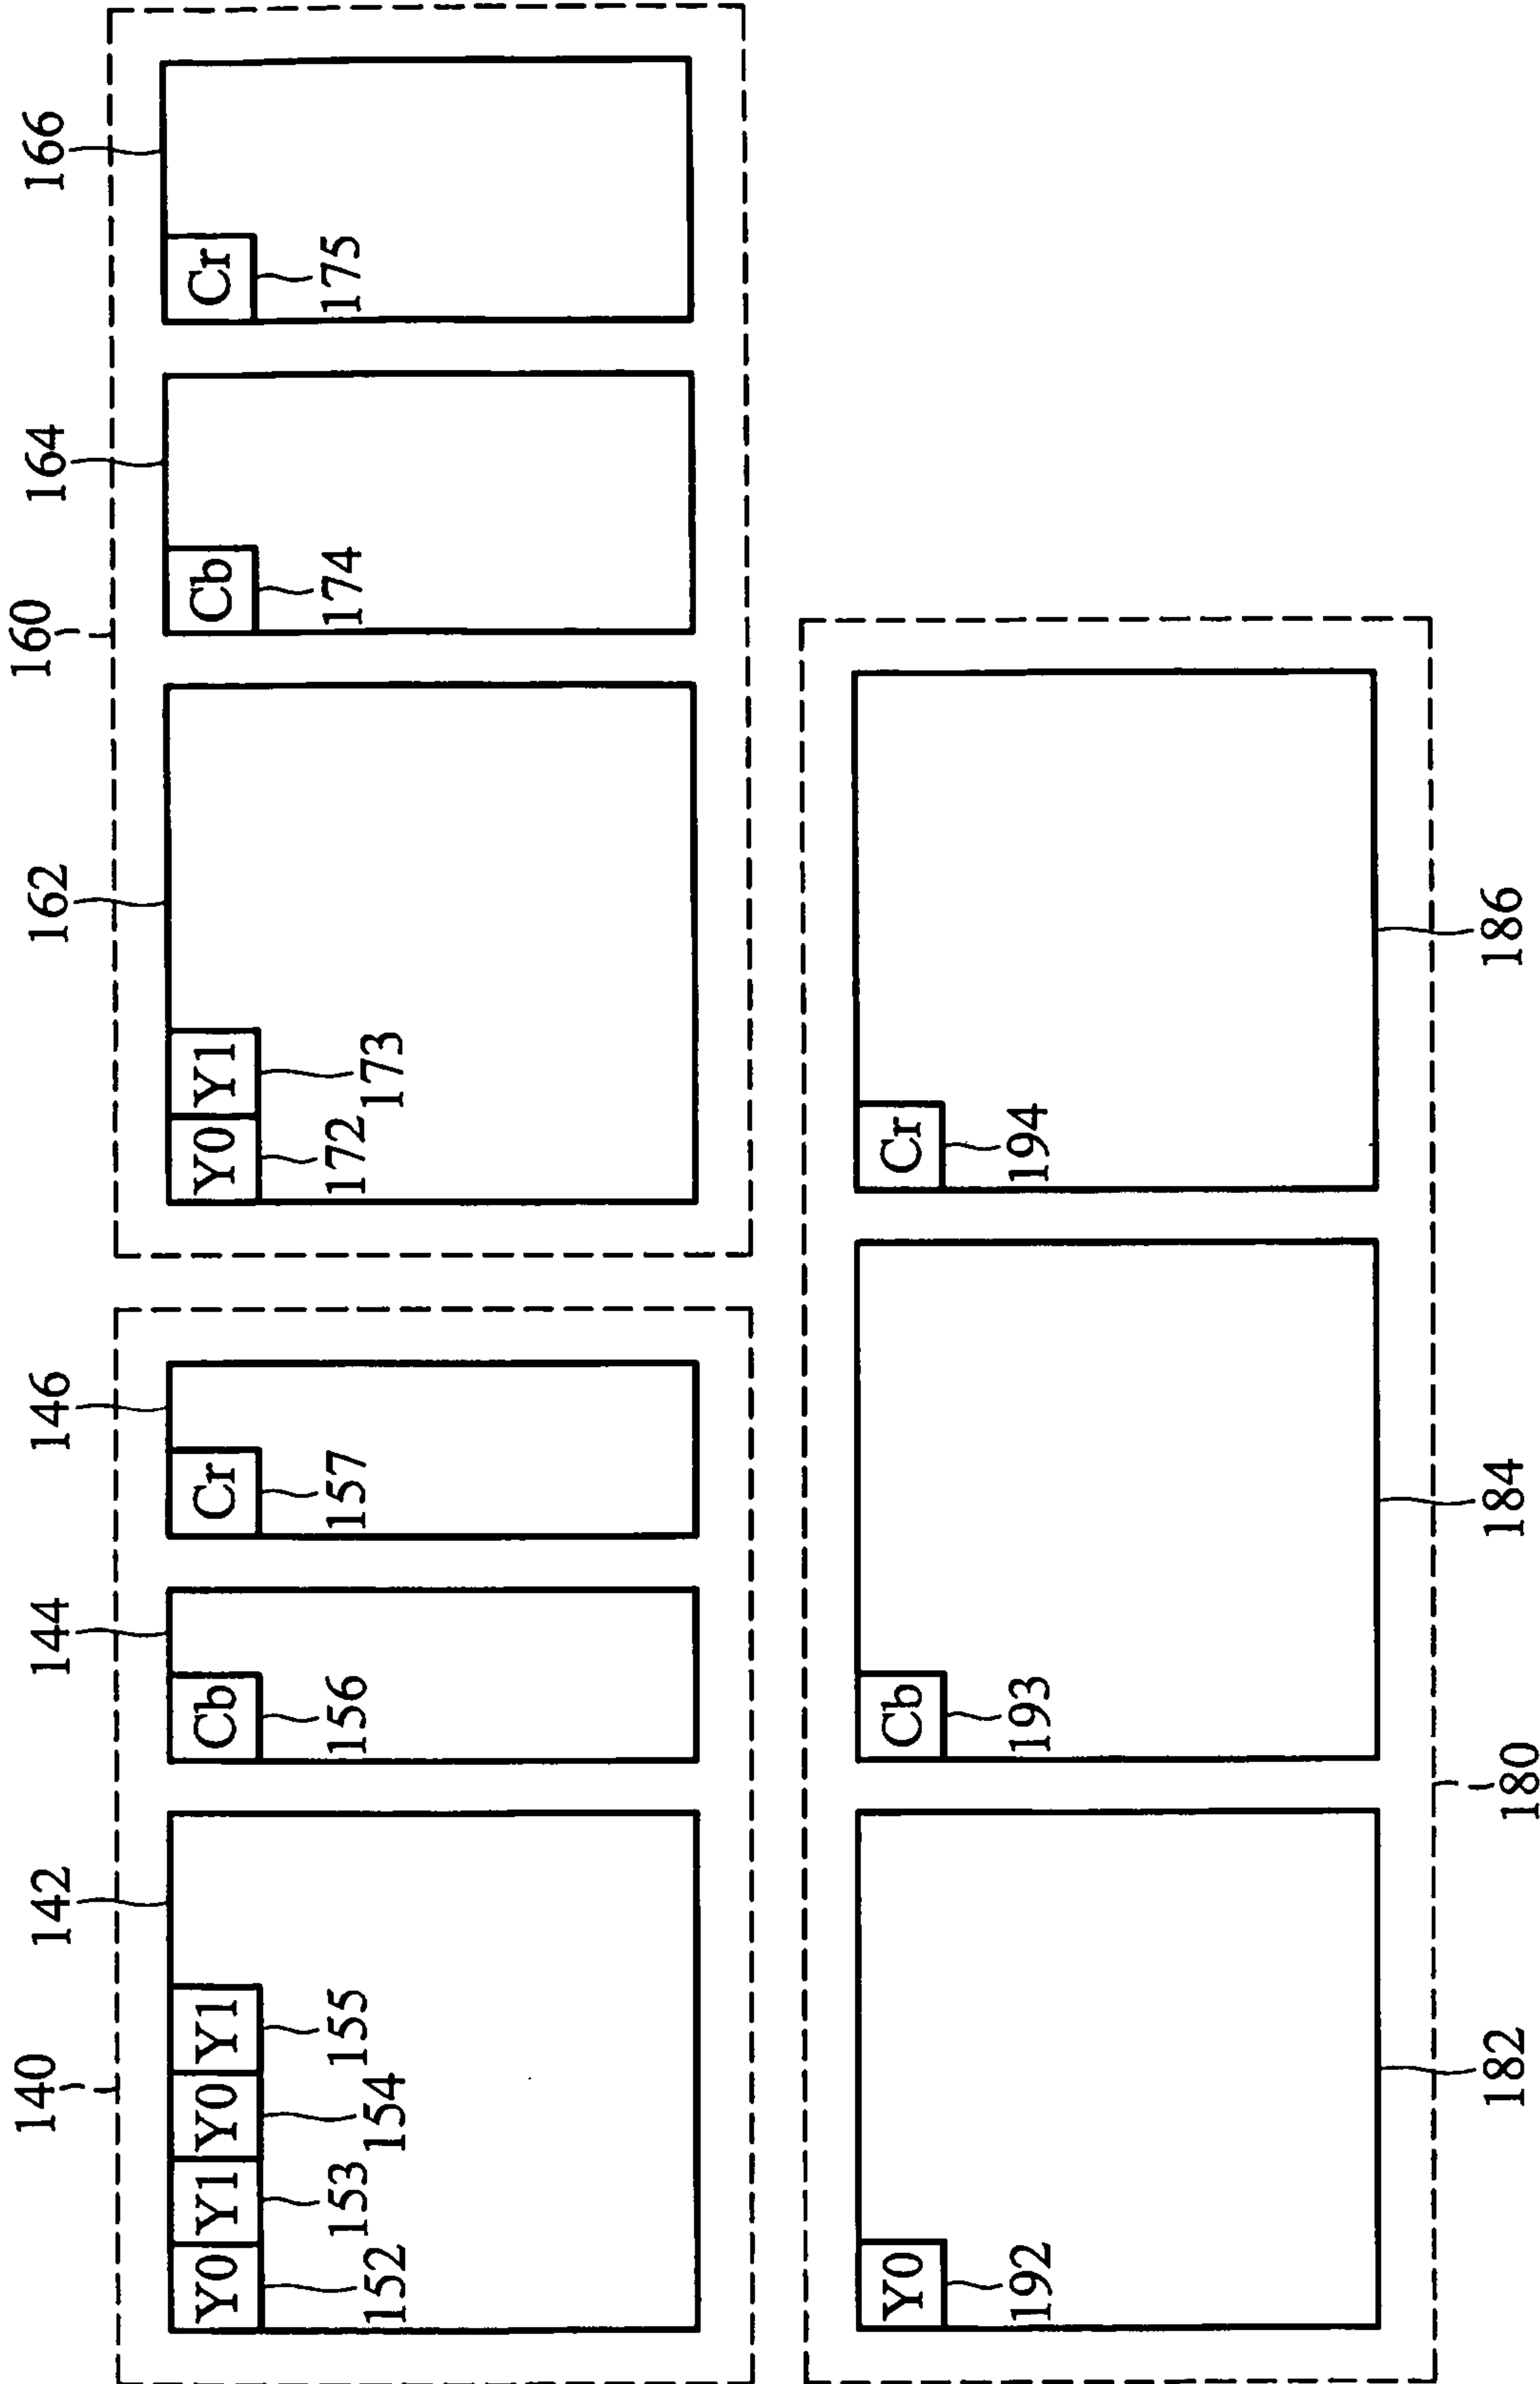 140 142 144 146 160 162 164 166
Y0 Y1 Y0 Y1 Cb Cr Y0 Y1 Cb Cr
152 153 154 155 156 157 172 173 174 175
Y0 Cb Cr
192 193 194
182 180 184 186